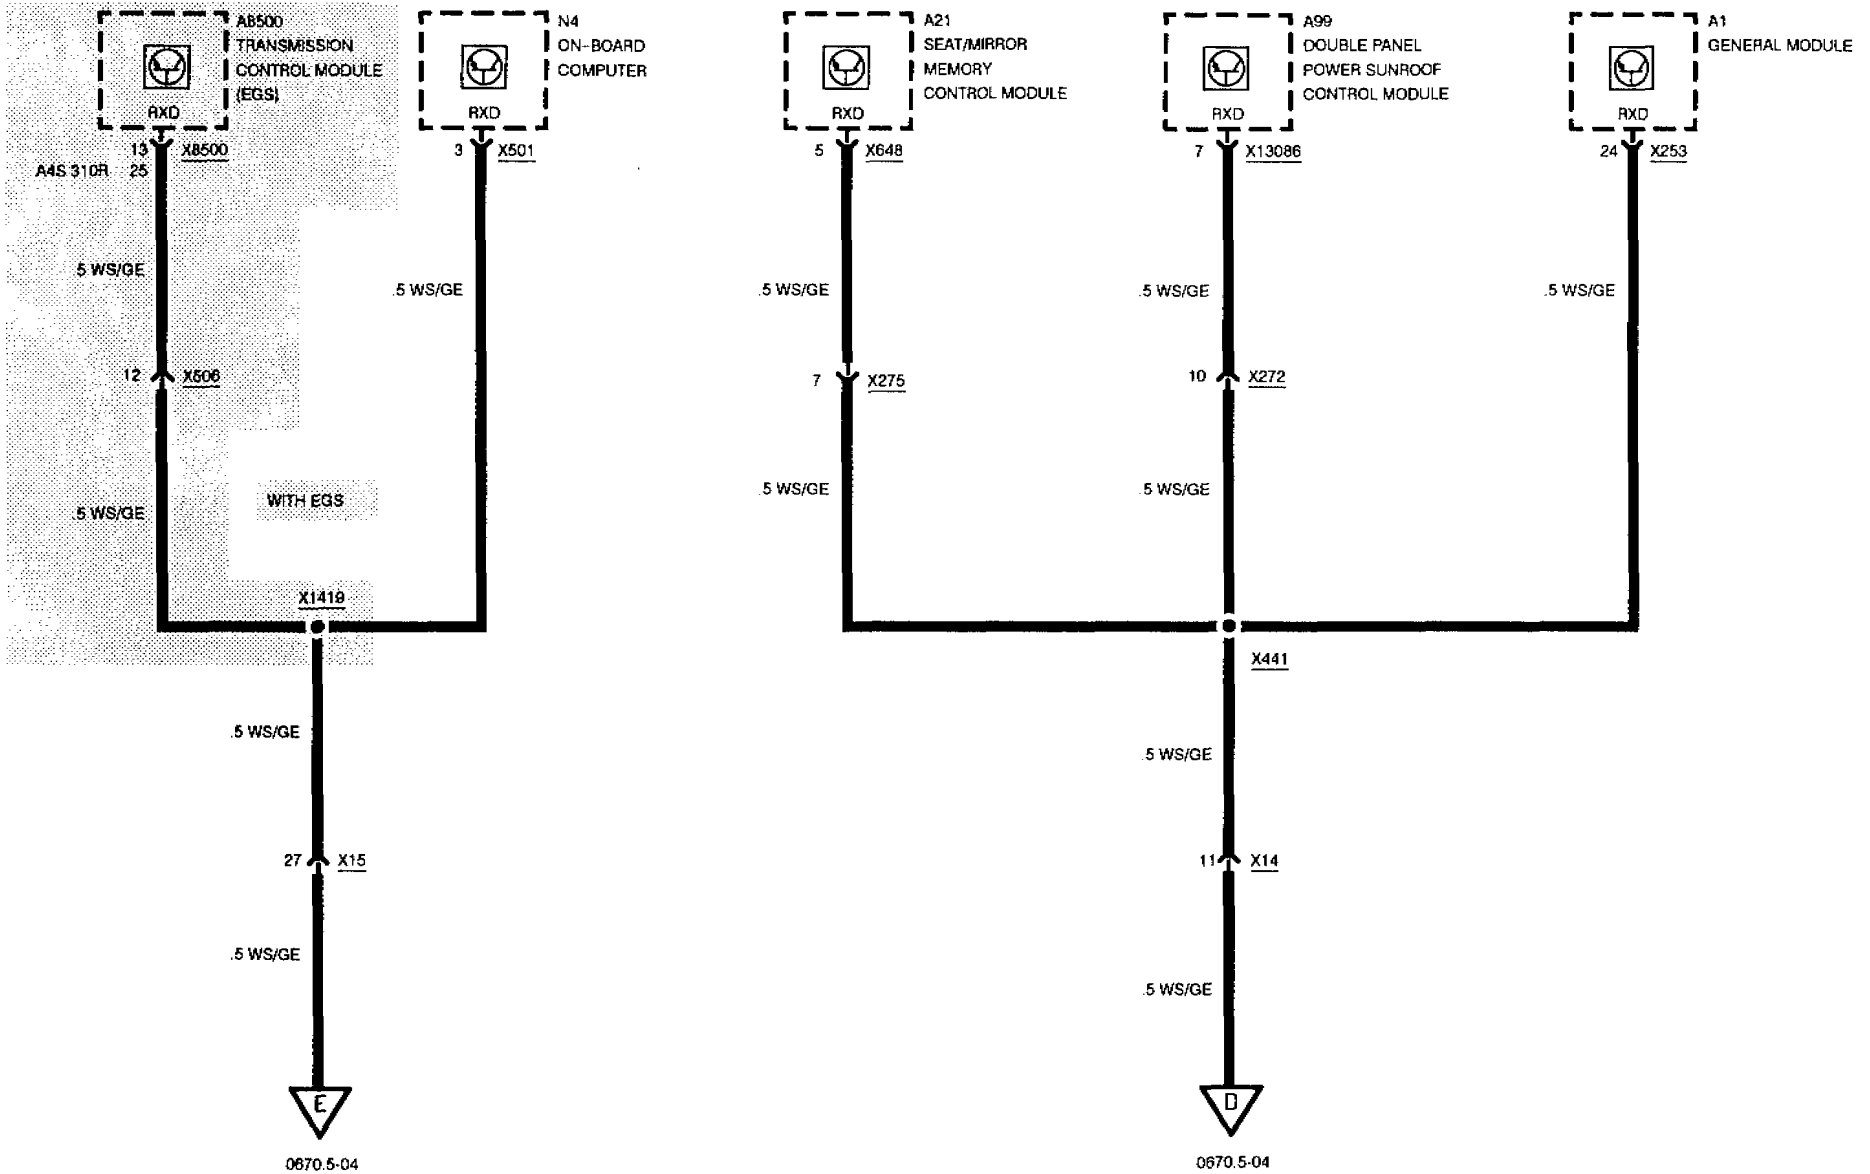 A8500
TRANSMISSION
CONTROL MODULE
(EGS)
RXD
13
X8500
A4S 310R 25
N4
ON-BOARD
COMPUTER
RXD
3
X501
A21
SEAT/MIRROR
MEMORY
CONTROL MODULE
RXD
5
X648
A99
DOUBLE PANEL
POWER SUNROOF
CONTROL MODULE
RXD
7
X13086
A1
GENERAL MODULE
RXD
24
X253
.5 WS/GE
.5 WS/GE
.5 WS/GE
.5 WS/GE
.5 WS/GE
12
X506
7
X275
10
X272
.5 WS/GE
WITH EGS
.5 WS/GE
.5 WS/GE
X1419
X441
.5 WS/GE
.5 WS/GE
27
X15
11
X14
.5 WS/GE
.5 WS/GE
E
D
0670.5-04
0670.5-04